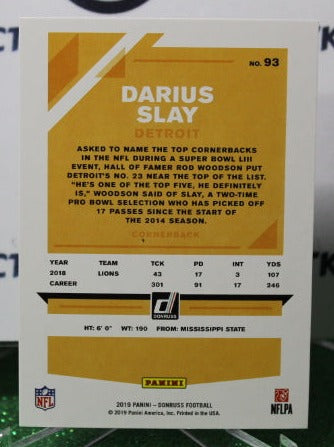 NO. 93
DARIUS
SLAY
DETROIT
ASKED TO NAME THE TOP CORNERBACKS
IN THE NFL DURING A SUPER BOWL LIII
EVENT, HALL OF FAMER ROD WOODSON PUT
DETROIT'S NO. 23 NEAR THE TOP OF THE LIST.
"HE'S ONE OF THE TOP FIVE, HE DEFINITELY
IS," WOODSON SAID OF SLAY, A TWO-TIME
PRO BOWL SELECTION WHO HAS PICKED OFF
17 PASSES SINCE THE START OF
THE 2014 SEASON.
CORNERBACK
YEAR TEAM TCK PD INT YDS
2018 LIONS 43 17 3 107
CAREER 301 91 17 246
DONRUSS
HT: 6' 0" WT: 190 FROM: MISSISSIPPI STATE
NFL
PANINI
NFLPA
2019 PANINI - DONRUSS FOOTBALL
© 2019 Panini America, Inc. Printed in the USA.